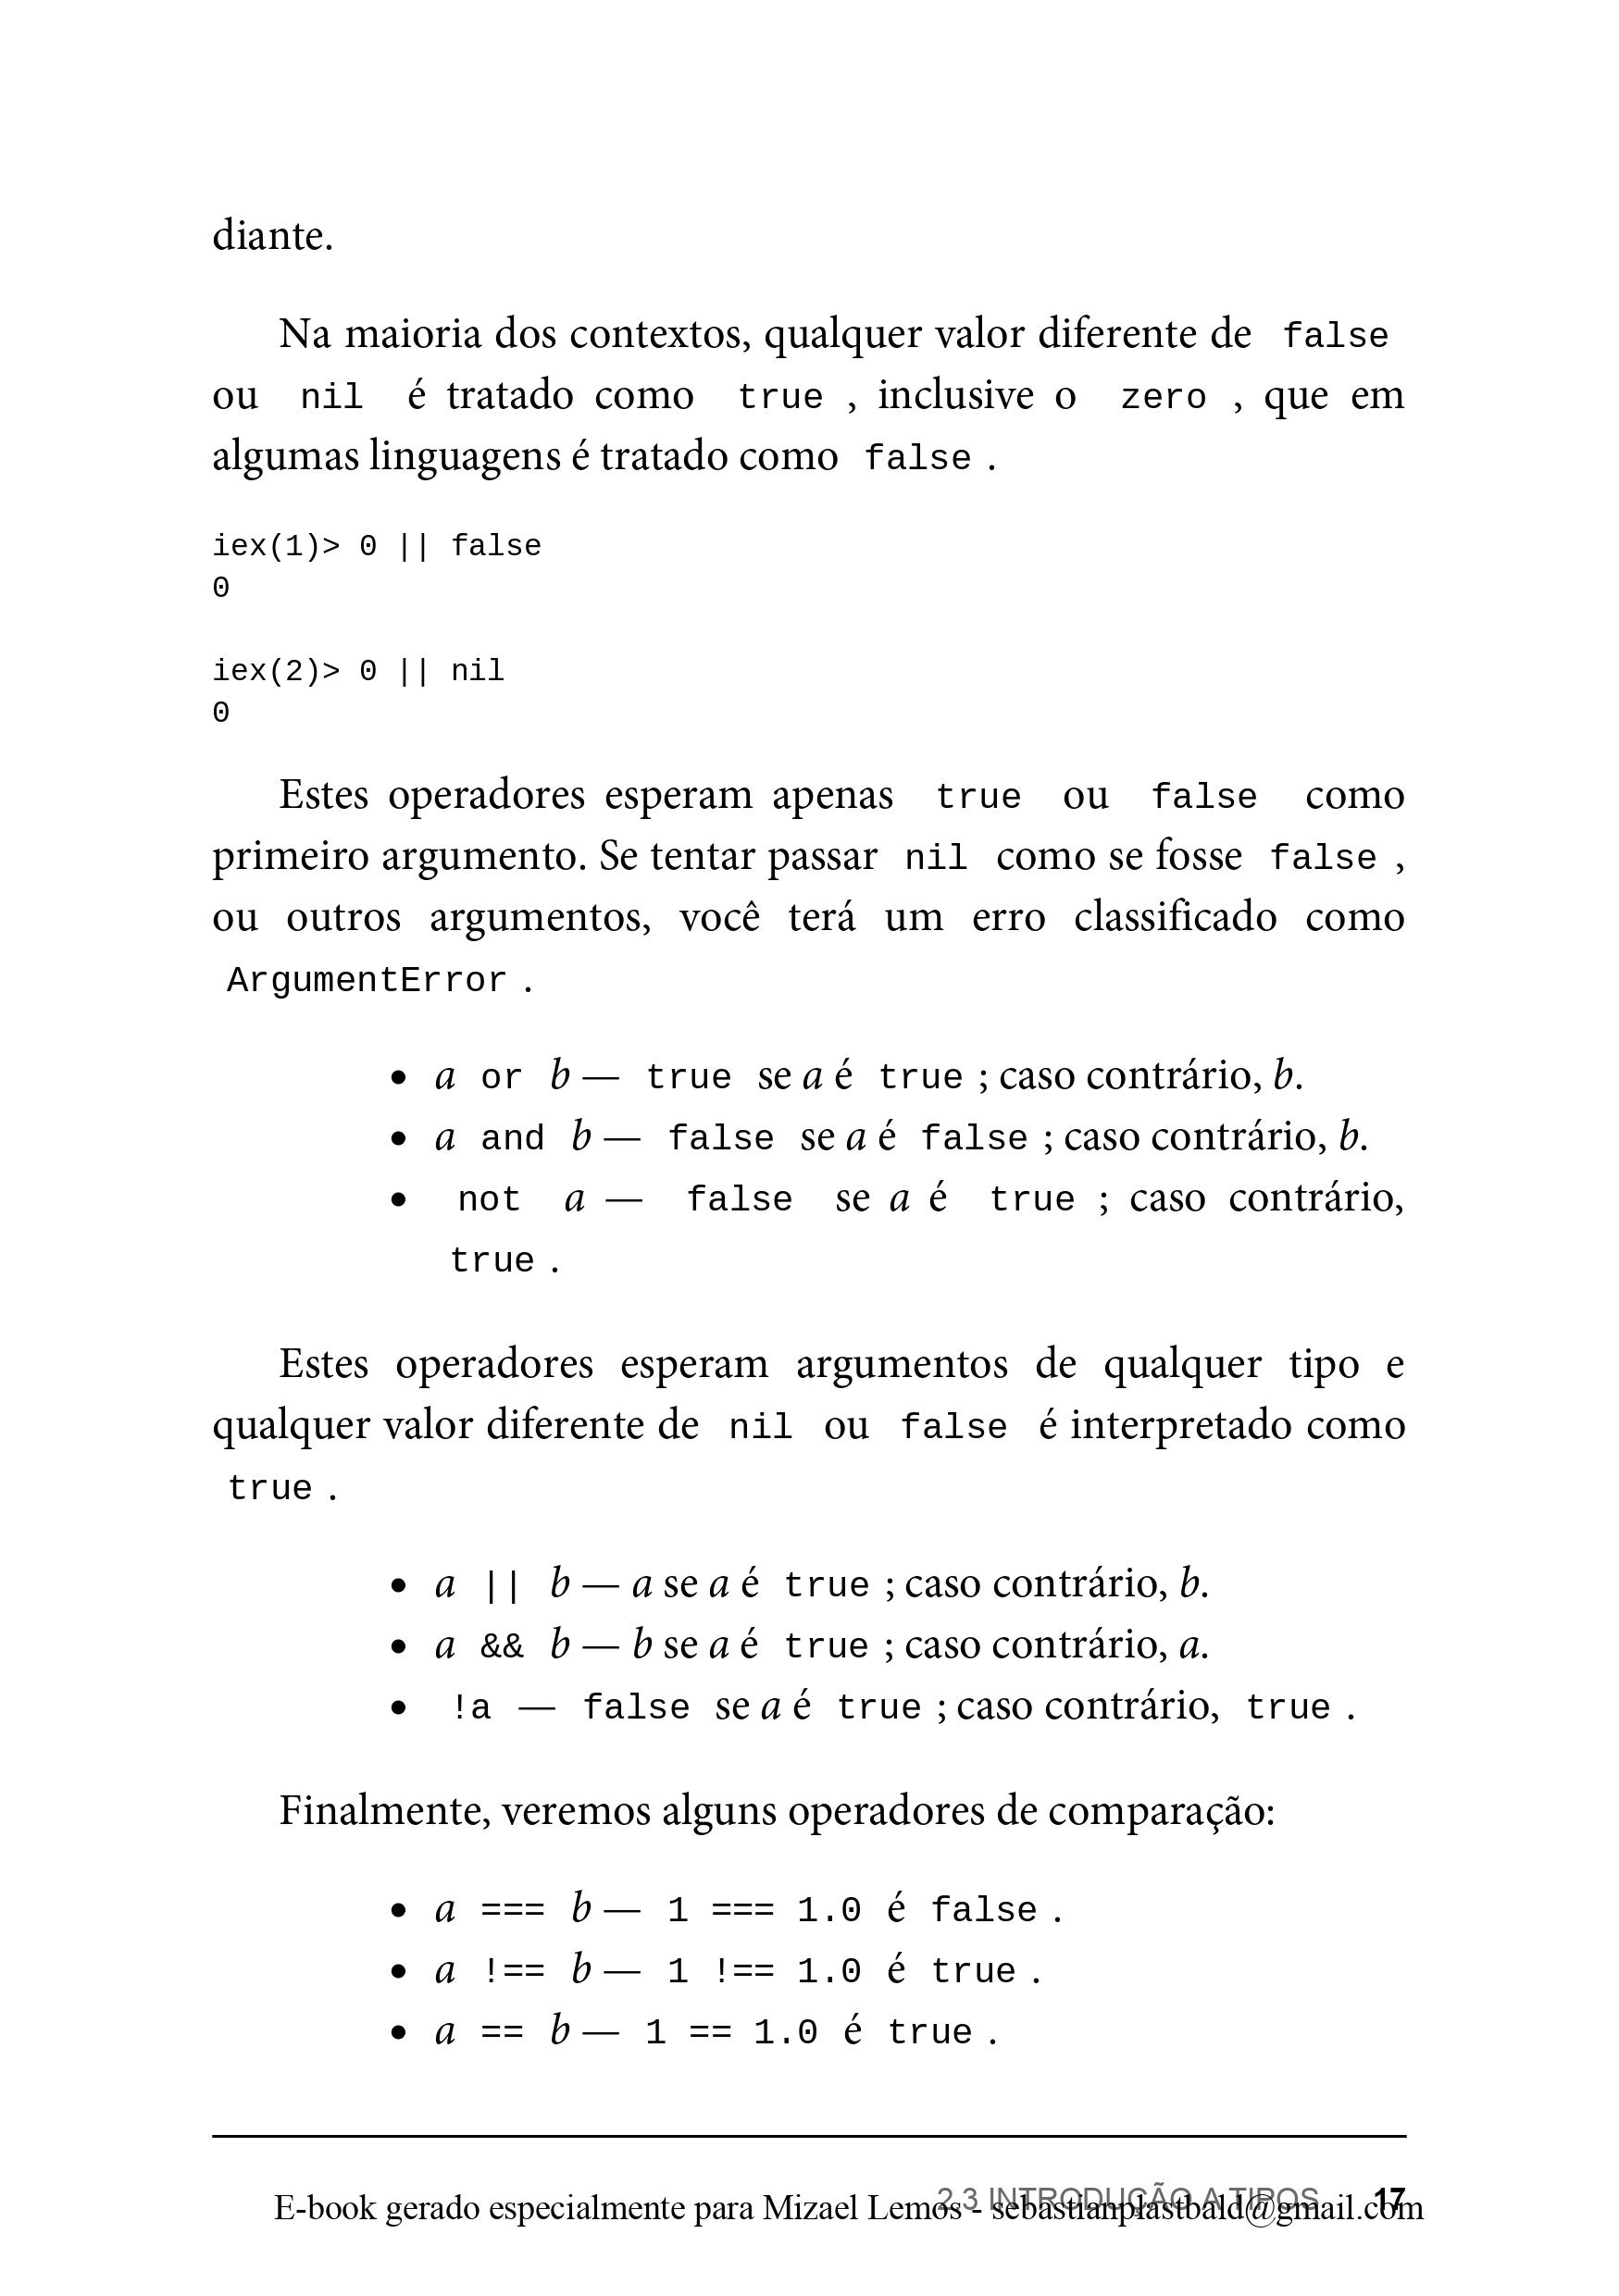 diante.
Na maioria dos contextos, qualquer valor diferente de false
ou nil é tratado como true , inclusive o zero , que em
algumas linguagens é tratado como false .
iex(1)> 0 || false
0
iex(2)> 0 || nil
0
Estes operadores esperam apenas true ou false como
primeiro argumento. Se tentar passar nil como se fosse false ,
ou outros argumentos, você terá um erro classificado como
ArgumentError .
• a or b — true se a é true ; caso contrário, b.
• a and b — false se a é false ; caso contrário, b.
• not a — false se a é true ; caso contrário,
true .
Estes operadores esperam argumentos de qualquer tipo e
qualquer valor diferente de nil ou false é interpretado como
true .
• a || b — a se a é true ; caso contrário, b.
• a && b — b se a é true ; caso contrário, a.
• !a — false se a é true ; caso contrário, true .
Finalmente, veremos alguns operadores de comparação:
• a === b — 1 === 1.0 é false .
• a !== b — 1 !== 1.0 é true .
• a == b — 1 == 1.0 é true .
2.3 INTRODUÇÃO A TIPOS 17
E-book gerado especialmente para Mizael Lemos - sebastianplastbald@gmail.com